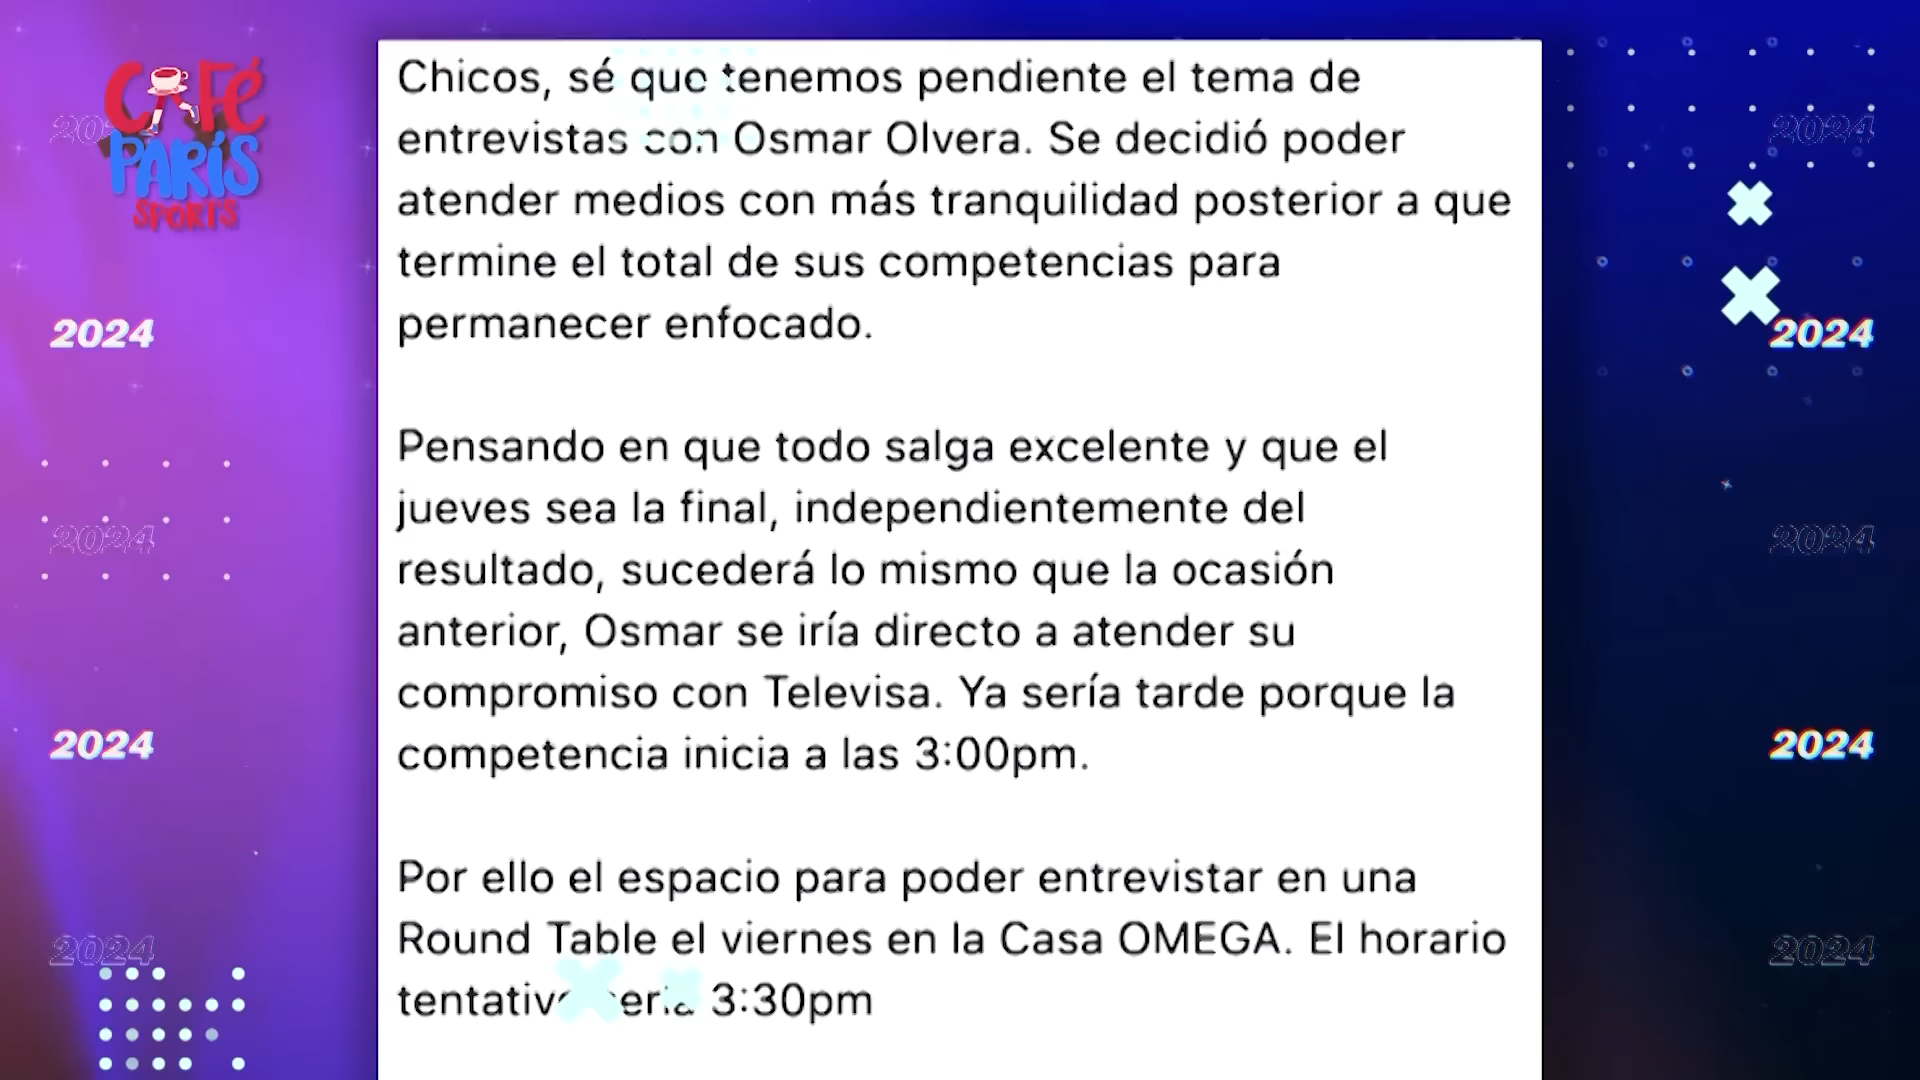 CAFÉ
PARÍS
SPORTS
Chicos, sé que tenemos pendiente el tema de
entrevistas con Osmar Olvera. Se decidió poder
atender medios con más tranquilidad posterior a que
termine el total de sus competencias para
permanecer enfocado.
Pensando en que todo salga excelente y que el
jueves sea la final, independientemente del
resultado, sucederá lo mismo que la ocasión
anterior, Osmar se iría directo a atender su
compromiso con Televisa. Ya sería tarde porque la
competencia inicia a las 3:00pm.
Por ello el espacio para poder entrevistar en una
Round Table el viernes en la Casa OMEGA. El horario
tentativo sería 3:30pm
2024
2024
2024
2024
2024
2024
2024
2024
2024